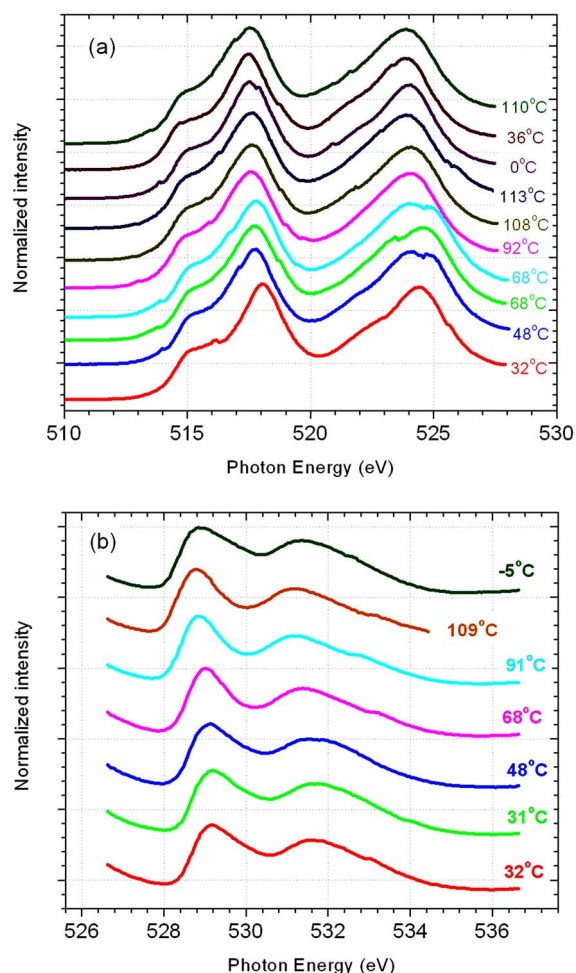 (a)
Normalized intensity
110°C
36°C
0°C
113°C
108°C
92°C
68°C
68°C
48°C
32°C
510 515 520 525 530
Photon Energy (eV)
(b)
Normalized intensity
-5°C
109°C
91°C
68°C
48°C
31°C
32°C
526 528 530 532 534 536
Photon Energy (eV)